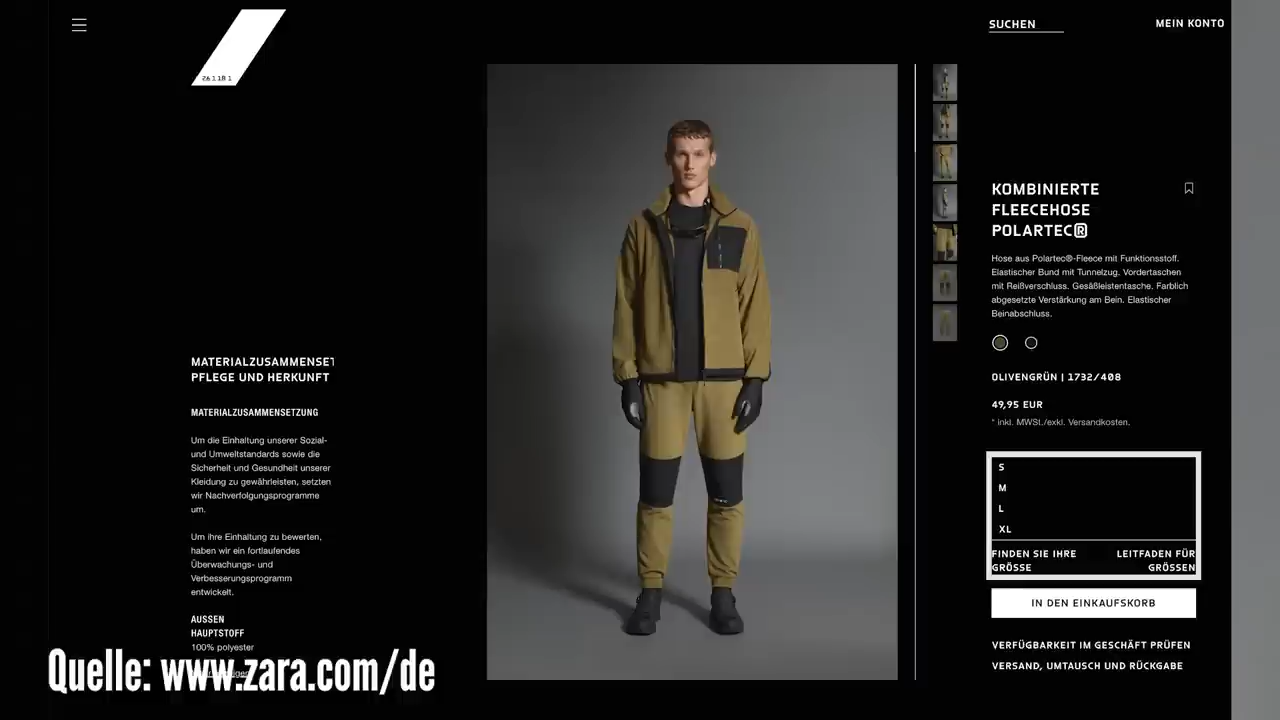 SUCHEN
MEIN KONTO
KOMBINIERTE
FLEECEHOSE
POLARTEC®
Hose aus Polartec®-Fleece mit Funktionsstoff.
Elastischer Bund mit Tunnelzug. Vordertaschen
mit Reißverschluss. Gesäßleistentasche. Farblich
abgesetzte Verstärkung am Bein. Elastischer
Beinabschluss.
OLIVENGRÜN | 1732/408
49,95 EUR
* inkl. MWSt./exkl. Versandkosten.
S
M
L
XL
FINDEN SIE IHRE
GRÖSSE
LEITFADEN FÜR
GRÖSSEN
IN DEN EINKAUFSKORB
VERFÜGBARKEIT IM GESCHÄFT PRÜFEN
VERSAND, UMTAUSCH UND RÜCKGABE
MATERIALZUSAMMENSET
PFLEGE UND HERKUNFT
MATERIALZUSAMMENSETZUNG
Um die Einhaltung unserer Sozial-
und Umweltstandards sowie die
Sicherheit und Gesundheit unserer
Kleidung zu gewährleisten, setzten
wir Nachverfolgungsprogramme
um.
Um ihre Einhaltung zu bewerten,
haben wir ein fortlaufendes
Überwachungs- und
Verbesserungsprogramm
entwickelt.
AUSSEN
HAUPTSTOFF
100% polyester
Quelle: www.zara.com/de